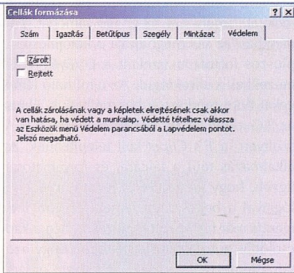 Cellák formázása
Szám Igazítás Betűtípus Szegély Mintázat Védelem
Zárolt
Rejtett
A cellák zárolásának vagy a képletek elrejtésének csak akkor
van hatása, ha védett a munkalap. Védetté tételhez válassza
az Eszközök menü Védelem parancsából a Lapvédelem pontot.
Jelszó megadható.
OK Mégse